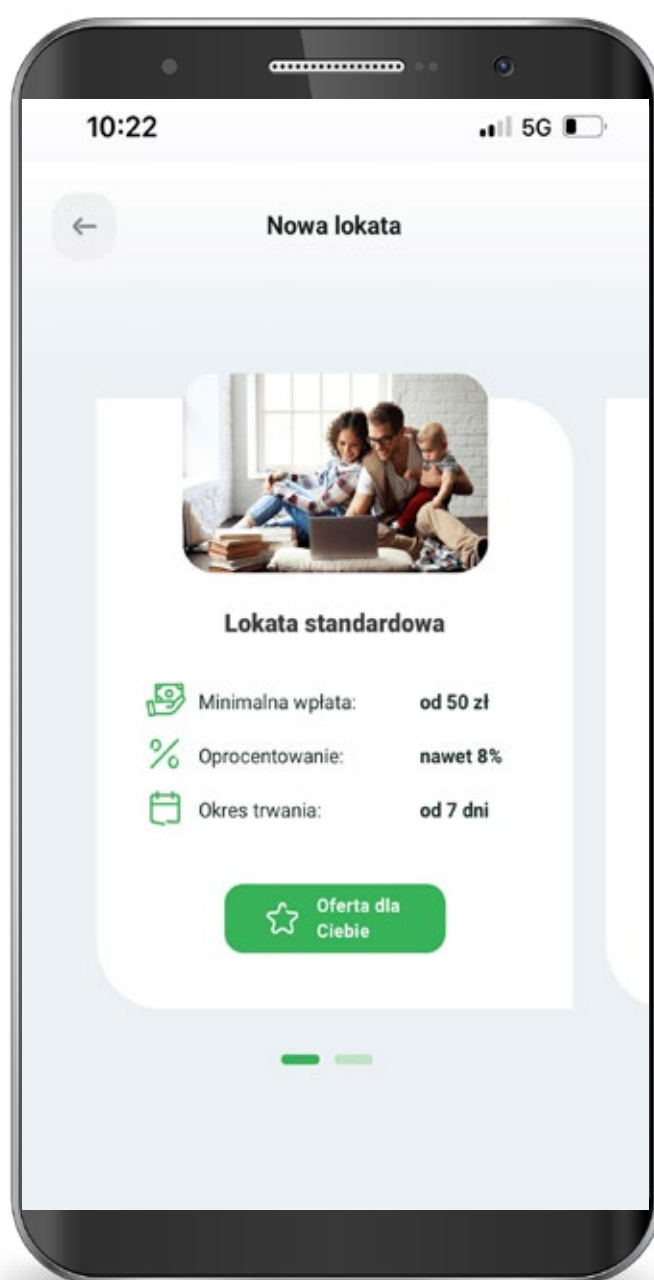 10:22 5G
Nowa lokata
Lokata standardowa
Minimalna wpłata: od 50 zł
Oprocentowanie: nawet 8%
Okres trwania: od 7 dni
Oferta dla
Ciebie